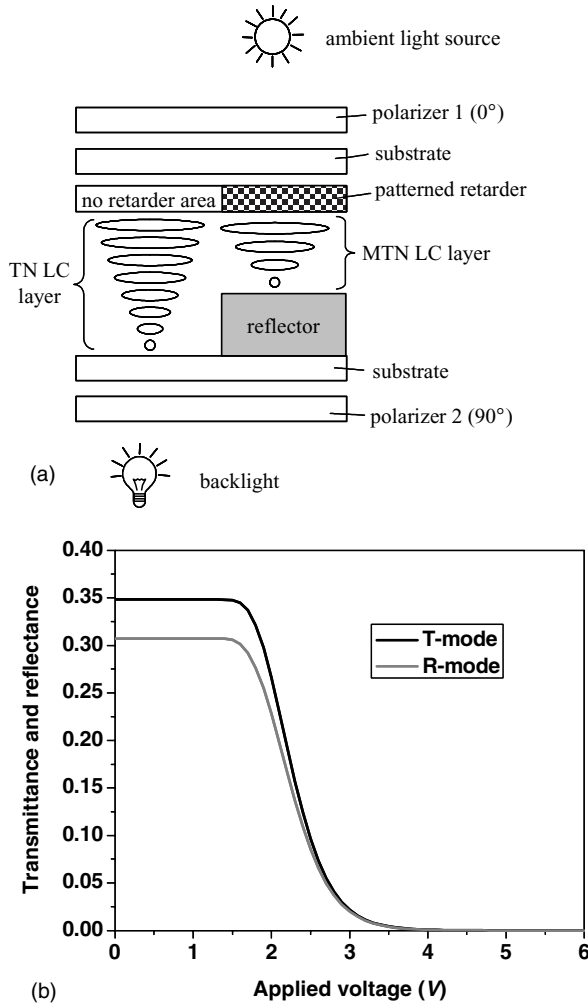 ambient light source
polarizer 1 (0°)
substrate
patterned retarder
no retarder area
TN LC
layer
MTN LC layer
reflector
substrate
polarizer 2 (90°)
(a)
backlight
0.40
0.35
0.30
0.25
0.20
0.15
0.10
0.05
0.00
Transmittance and reflectance
T-mode
R-mode
0 1 2 3 4 5 6
(b)
Applied voltage (V)